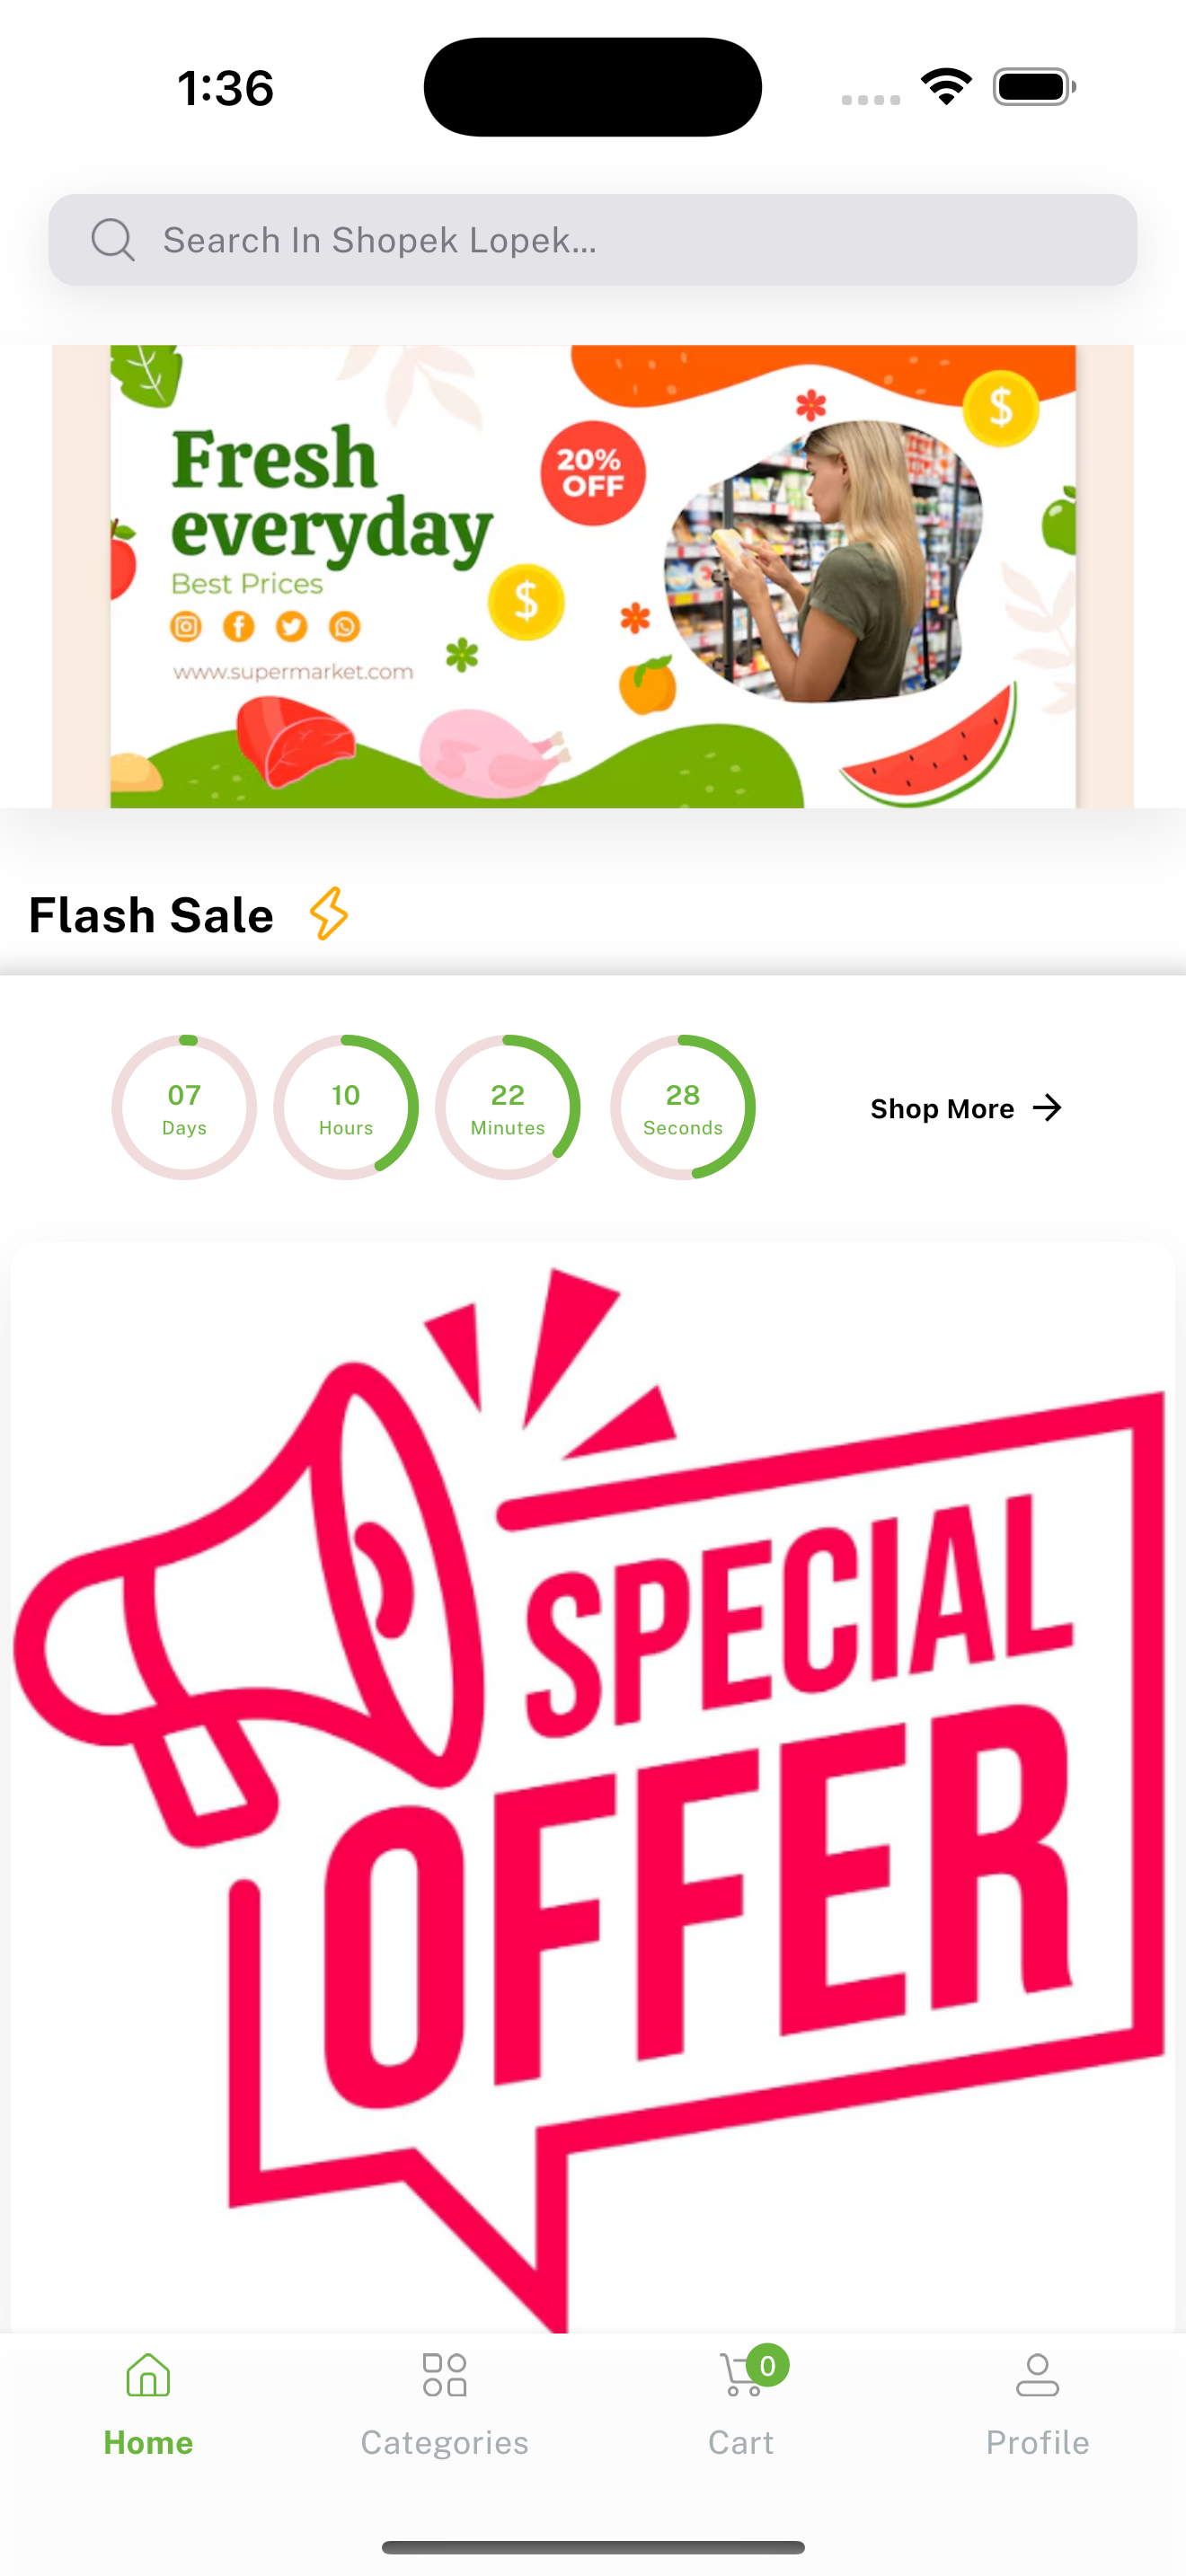 1:36
Search In Shopek Lopek...
Fresh
everyday
Best Prices
www.supermarket.com
20%
OFF
$
$
Flash Sale
07
Days
10
Hours
22
Minutes
28
Seconds
Shop More
SPECIAL
OFFER
0
Home
Categories
Cart
Profile